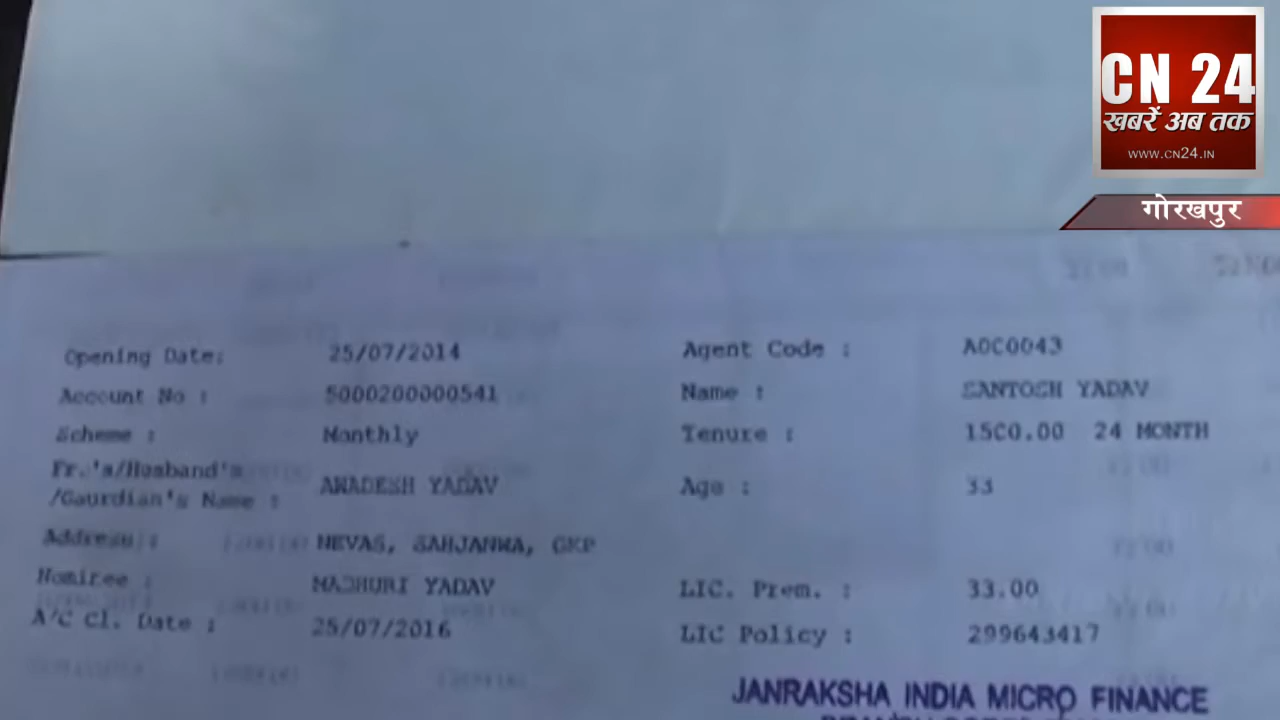 CN 24
खबरें अब तक
www.cn24.in
गोरखपुर
Opening Date: 25/07/2014 Agent Code : A0C0043
Account No : 5000200000541 Name : SANTOSH YADAV
Scheme : Monthly Tenure : 1500.00 24 MONTH
Fr.'s/Husband's
/Gaurdian's Name : AWADESH YADAV Age : 33
Address : NEVAS, SAHJANWA, GKP
Nominee : MADHURI YADAV LIC. Prem. : 33.00
A/C Cl. Date : 25/07/2016 LIC Policy : 299643417
JANRAKSHA INDIA MICRO FINANCE